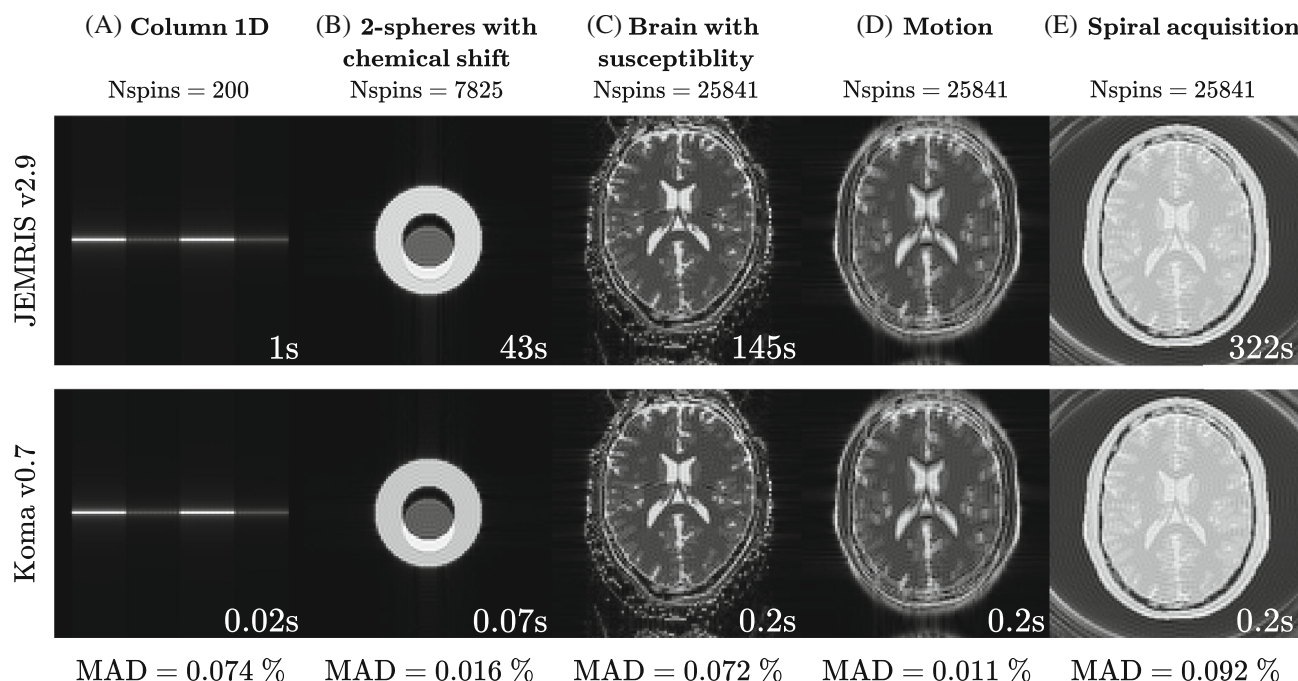 (A) Column 1D
(B) 2-spheres with
chemical shift
(C) Brain with
susceptiblity
(D) Motion
(E) Spiral acquisition
Nspins = 200
Nspins = 7825
Nspins = 25841
Nspins = 25841
Nspins = 25841
JEMRIS v2.9
1s
43s
145s
322s
Koma v0.7
0.02s
0.07s
0.2s
0.2s
0.2s
MAD = 0.074 %
MAD = 0.016 %
MAD = 0.072 %
MAD = 0.011 %
MAD = 0.092 %